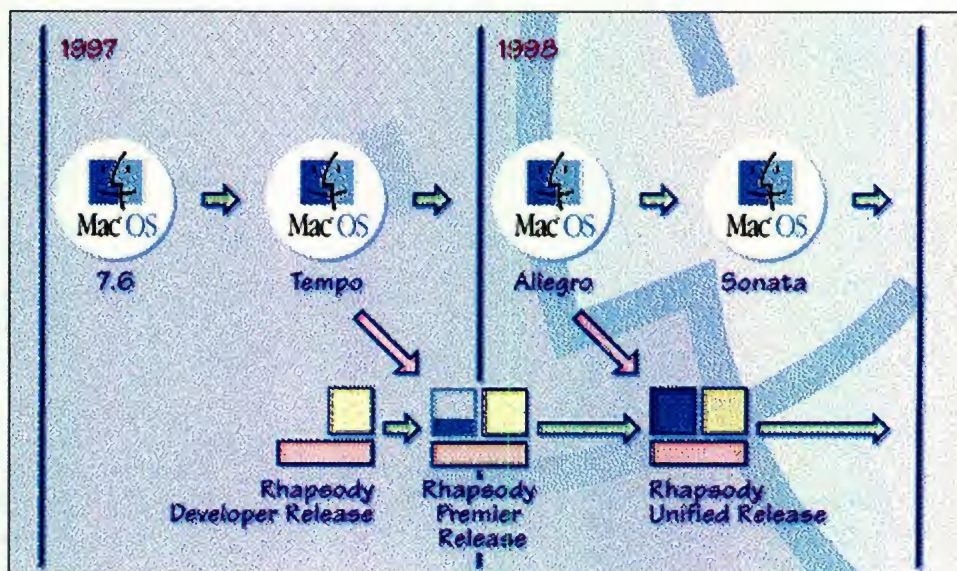 1997
1998
Mac OS
Mac OS
Mac OS
Mac OS
7.6
Tempo
Allegro
Sonata
Rhapsody
Developer Release
Rhapsody
Premier
Release
Rhapsody
Unified Release